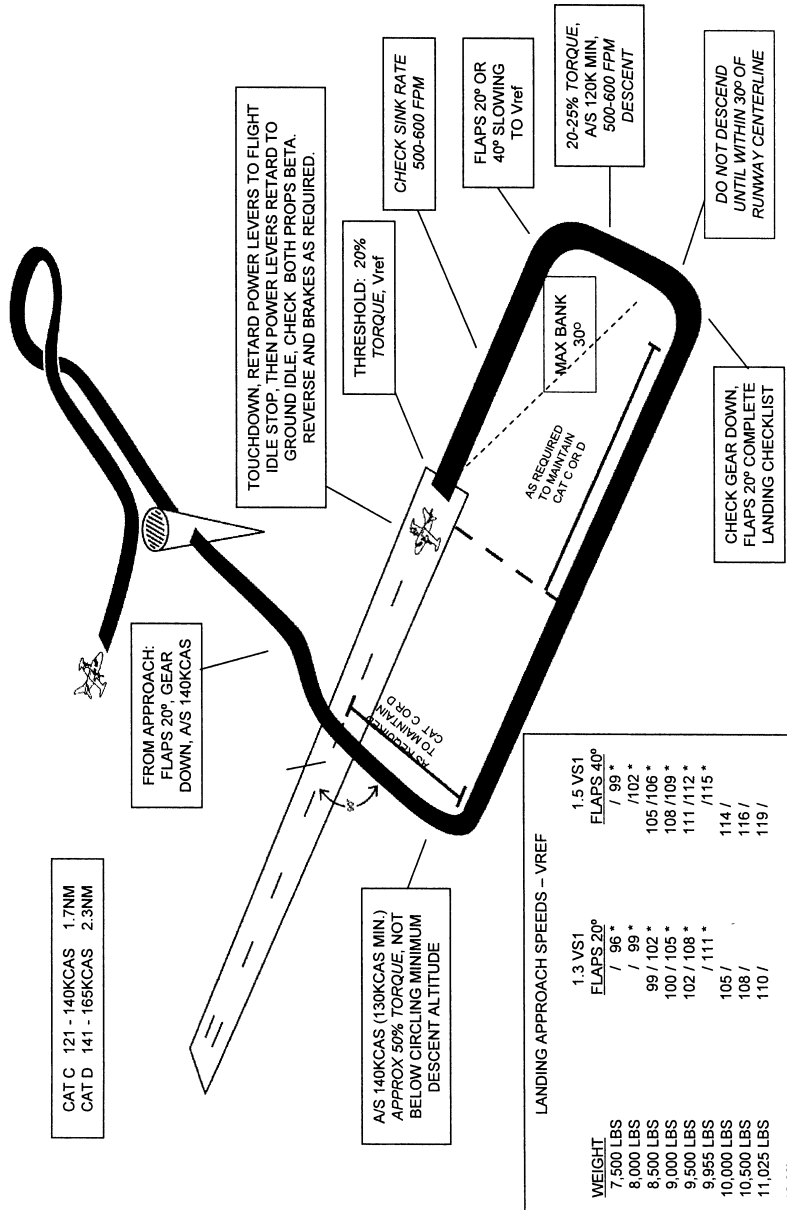 CAT C 121 - 140KCAS 1.7NM
CAT D 141 - 165KCAS 2.3NM
FROM APPROACH:
FLAPS 20º, GEAR
DOWN, A/S 140KCAS
TOUCHDOWN, RETARD POWER LEVERS TO FLIGHT
IDLE STOP, THEN POWER LEVERS RETARD TO
GROUND IDLE, CHECK BOTH PROPS BETA.
REVERSE AND BRAKES AS REQUIRED.
THRESHOLD: 20%
TORQUE, Vref
CHECK SINK RATE
500-600 FPM
FLAPS 20º OR
40º SLOWING
TO Vref
20-25% TORQUE,
A/S 120K MIN,
500-600 FPM
DESCENT
DO NOT DESCEND
UNTIL WITHIN 30º OF
RUNWAY CENTERLINE
MAX BANK
30º
AS REQUIRED
TO MAINTAIN
CAT C OR D
CHECK GEAR DOWN,
FLAPS 20º COMPLETE
LANDING CHECKLIST
AS REQUIRED
TO MAINTAIN
CAT C OR D
A/S 140KCAS (130KCAS MIN.)
APPROX 50% TORQUE, NOT
BELOW CIRCLING MINIMUM
DESCENT ALTITUDE
LANDING APPROACH SPEEDS – VREF
1.3 VS1 1.5 VS1
WEIGHT FLAPS 20º FLAPS 40º
7,500 LBS / 96 * / 99 *
8,000 LBS / 99 * /102 *
8,500 LBS 99 / 102 * 105 /106 *
9,000 LBS 100 / 105 * 108 /109 *
9,500 LBS 102 / 108 * 111 /112 *
9,955 LBS / 111 * /115 *
10,000 LBS 105 / 114 /
10,500 LBS 108 / 116 /
11,025 LBS 110 / 119 /